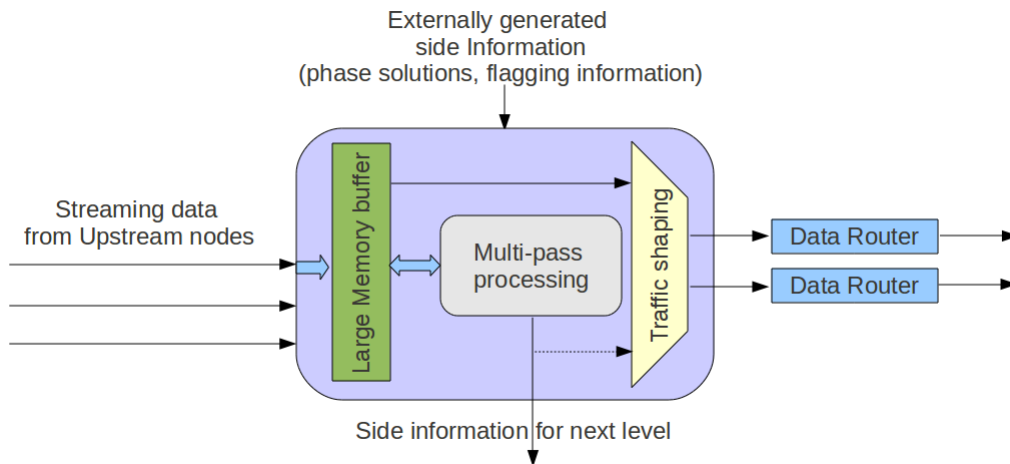 Externally generated
side Information
(phase solutions, flagging information)
Streaming data
from Upstream nodes
Large Memory buffer
Multi-pass
processing
Traffic shaping
Data Router
Data Router
Side information for next level